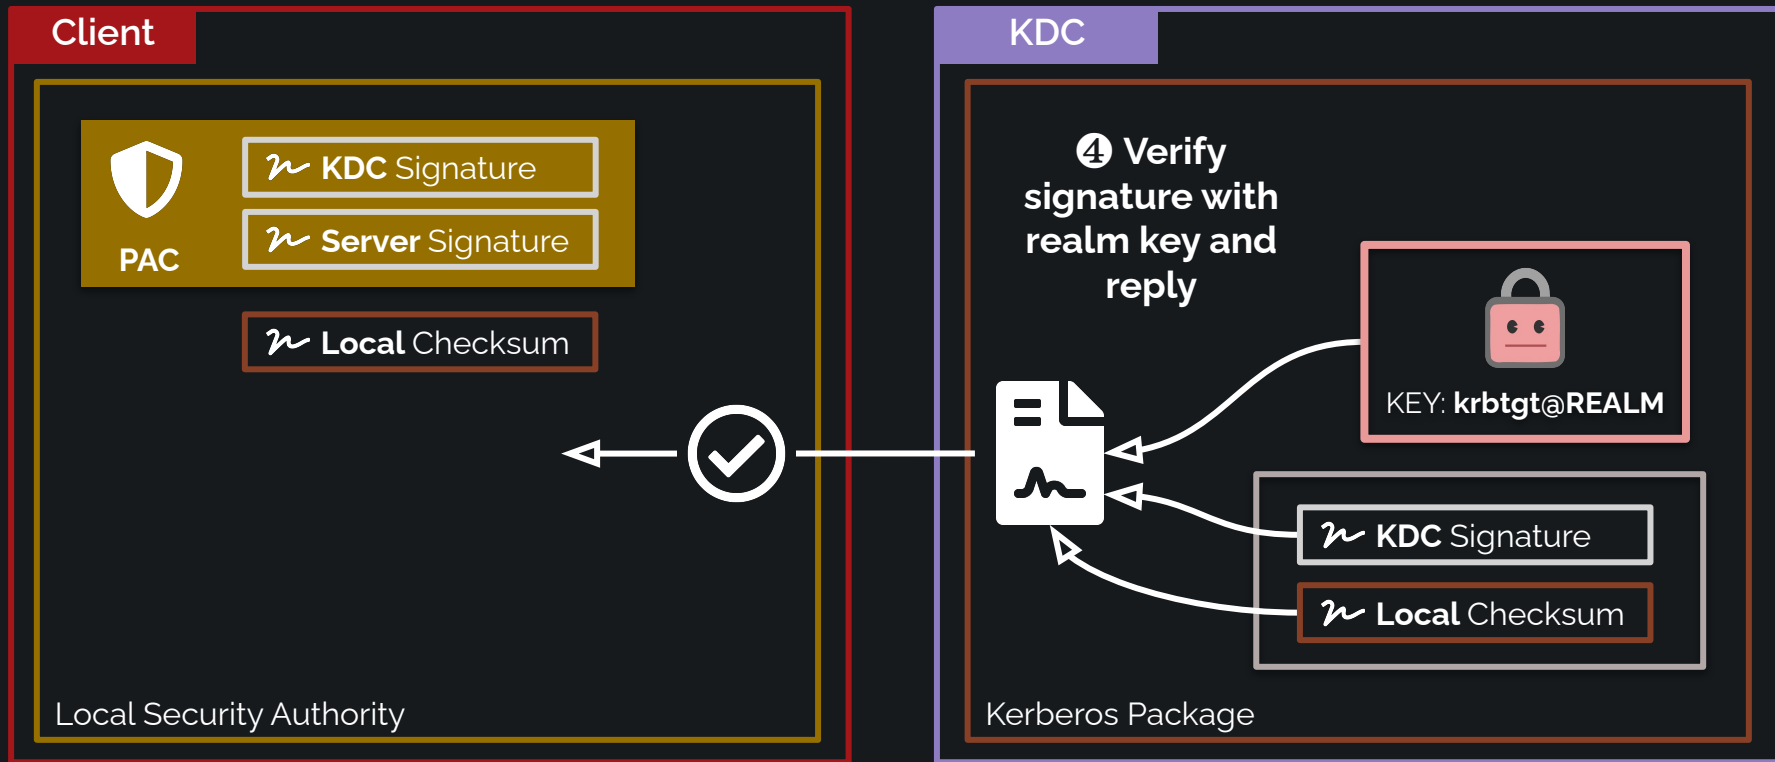 Client
KDC Signature
Server Signature
PAC
Local Checksum
Local Security Authority
KDC
❹ Verify
signature with
realm key and
reply
KEY: krbtgt@REALM
KDC Signature
Local Checksum
Kerberos Package